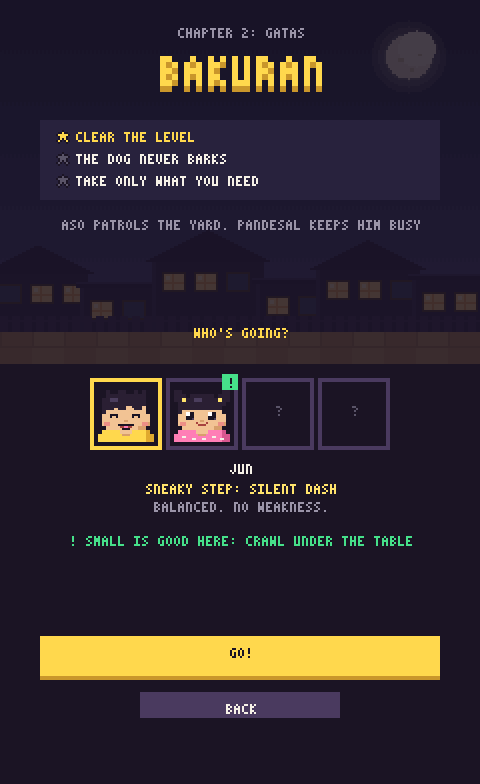 CHAPTER 2: GATAS
BAKURAN
CLEAR THE LEVEL
THE DOG NEVER BARKS
TAKE ONLY WHAT YOU NEED
ASO PATROLS THE YARD. PANDESAL KEEPS HIM BUSY
WHO'S GOING?
!
? ?
JUN
SNEAKY STEP: SILENT DASH
BALANCED. NO WEAKNESS.
! SMALL IS GOOD HERE: CRAWL UNDER THE TABLE
GO!
BACK